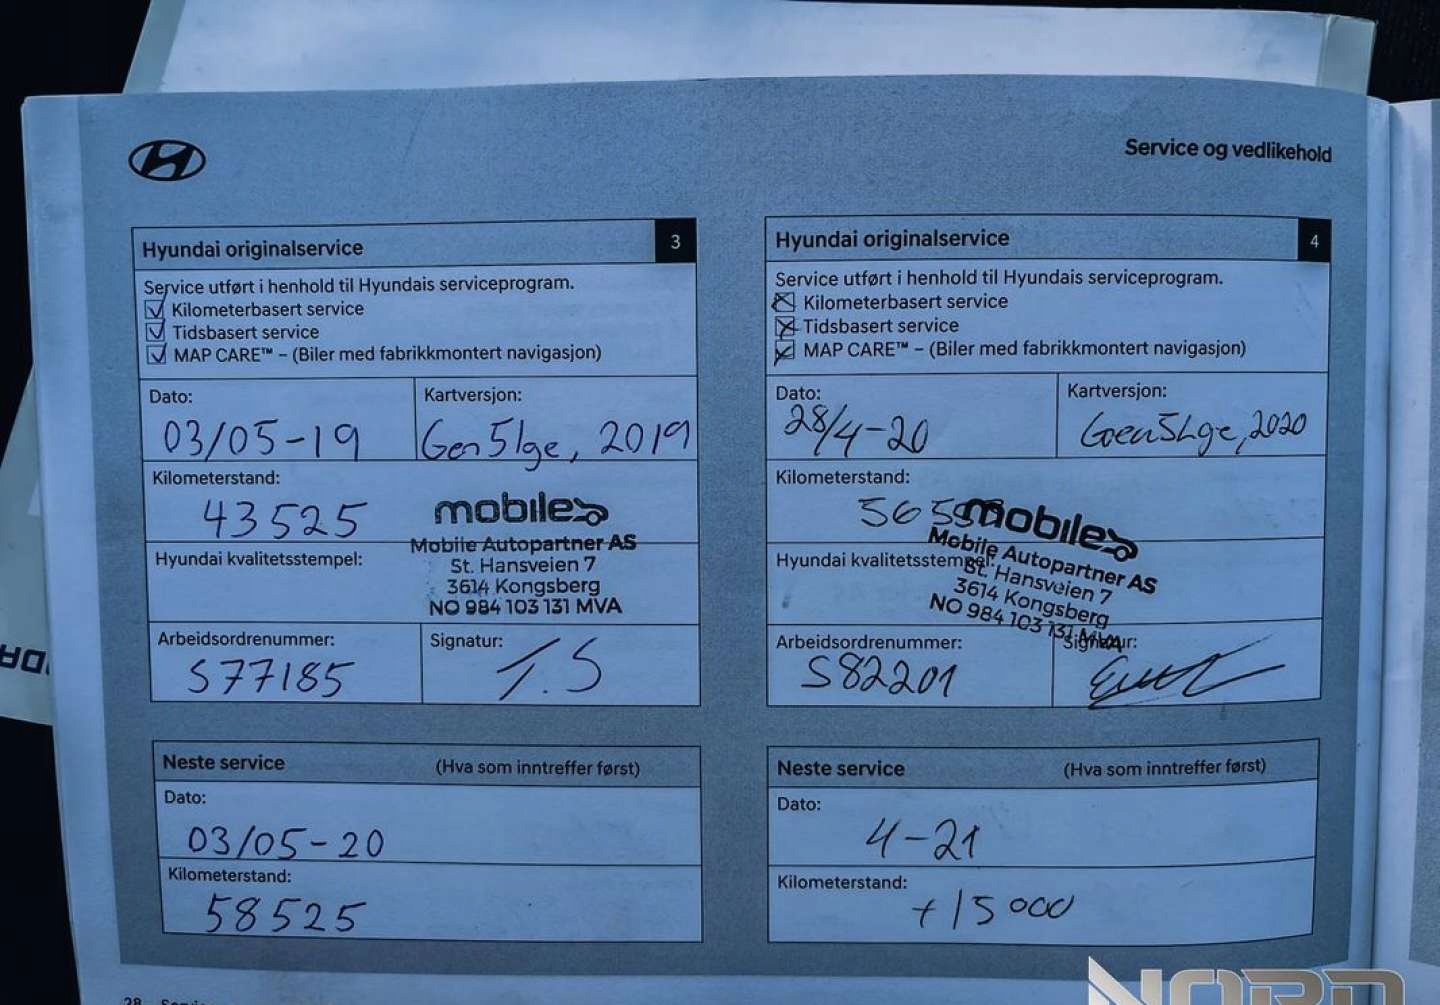 Service og vedlikehold
Hyundai originalservice 3
Service utført i henhold til Hyundais serviceprogram.
Kilometerbasert service
Tidsbasert service
MAP CARE™ – (Biler med fabrikkmontert navigasjon)
Dato:
03/05-19
Kartversjon:
Gen5lge, 2019
Kilometerstand:
43525
mobile
Mobile Autopartner AS
St. Hansveien 7
3614 Kongsberg
NO 984 103 131 MVA
Hyundai kvalitetsstempel:
Arbeidsordrenummer:
S77185
Signatur:
T.S
Neste service (Hva som inntreffer først)
Dato:
03/05-20
Kilometerstand:
58525
Hyundai originalservice 4
Service utført i henhold til Hyundais serviceprogram.
Kilometerbasert service
Tidsbasert service
MAP CARE™ – (Biler med fabrikkmontert navigasjon)
Dato:
28/4-20
Kartversjon:
Gen5Lge, 2020
Kilometerstand:
mobile
Mobile Autopartner AS
St. Hansveien 7
3614 Kongsberg
NO 984 103 131 MVA
Hyundai kvalitetsstempel:
Arbeidsordrenummer:
S82201
Signatur:
Neste service (Hva som inntreffer først)
Dato:
4-21
Kilometerstand:
+15000
28
NORD